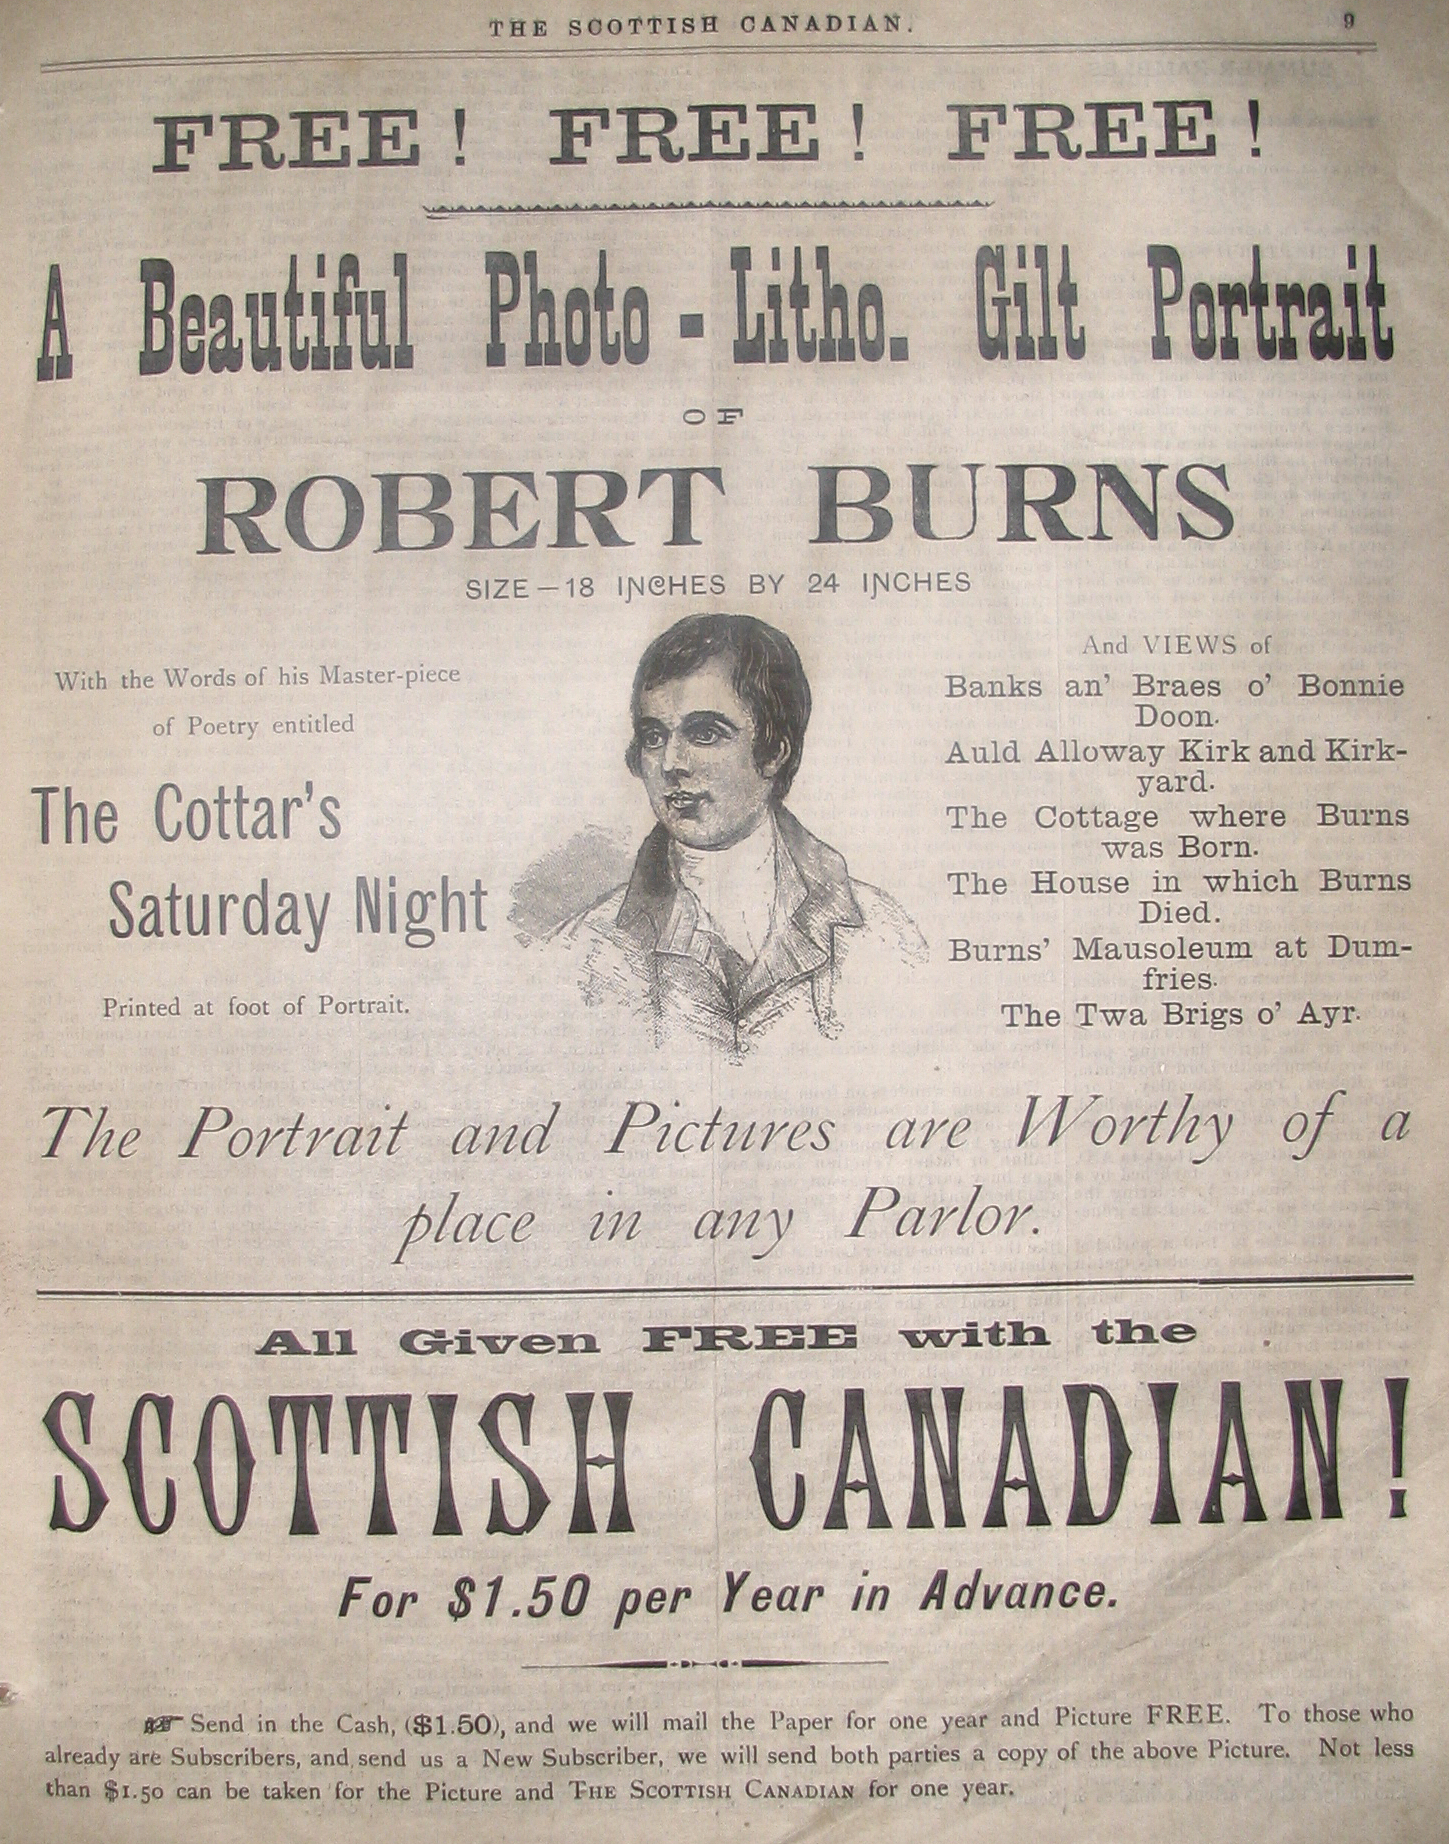 THE SCOTTISH CANADIAN. 9
FREE! FREE! FREE!
A Beautiful Photo-Litho. Gilt Portrait
OF
ROBERT BURNS
SIZE—18 INCHES BY 24 INCHES
With the Words of his Master-piece
of Poetry entitled
The Cottar's
Saturday Night
Printed at foot of Portrait.
And VIEWS of
Banks an' Braes o' Bonnie
Doon.
Auld Alloway Kirk and Kirk-
yard.
The Cottage where Burns
was Born.
The House in which Burns
Died.
Burns' Mausoleum at Dum-
fries.
The Twa Brigs o' Ayr.
The Portrait and Pictures are Worthy of a
place in any Parlor.
All Given FREE with the
SCOTTISH CANADIAN!
For $1.50 per Year in Advance.
☞ Send in the Cash, ($1.50), and we will mail the Paper for one year and Picture FREE. To those who
already are Subscribers, and send us a New Subscriber, we will send both parties a copy of the above Picture. Not less
than $1.50 can be taken for the Picture and THE SCOTTISH CANADIAN for one year.